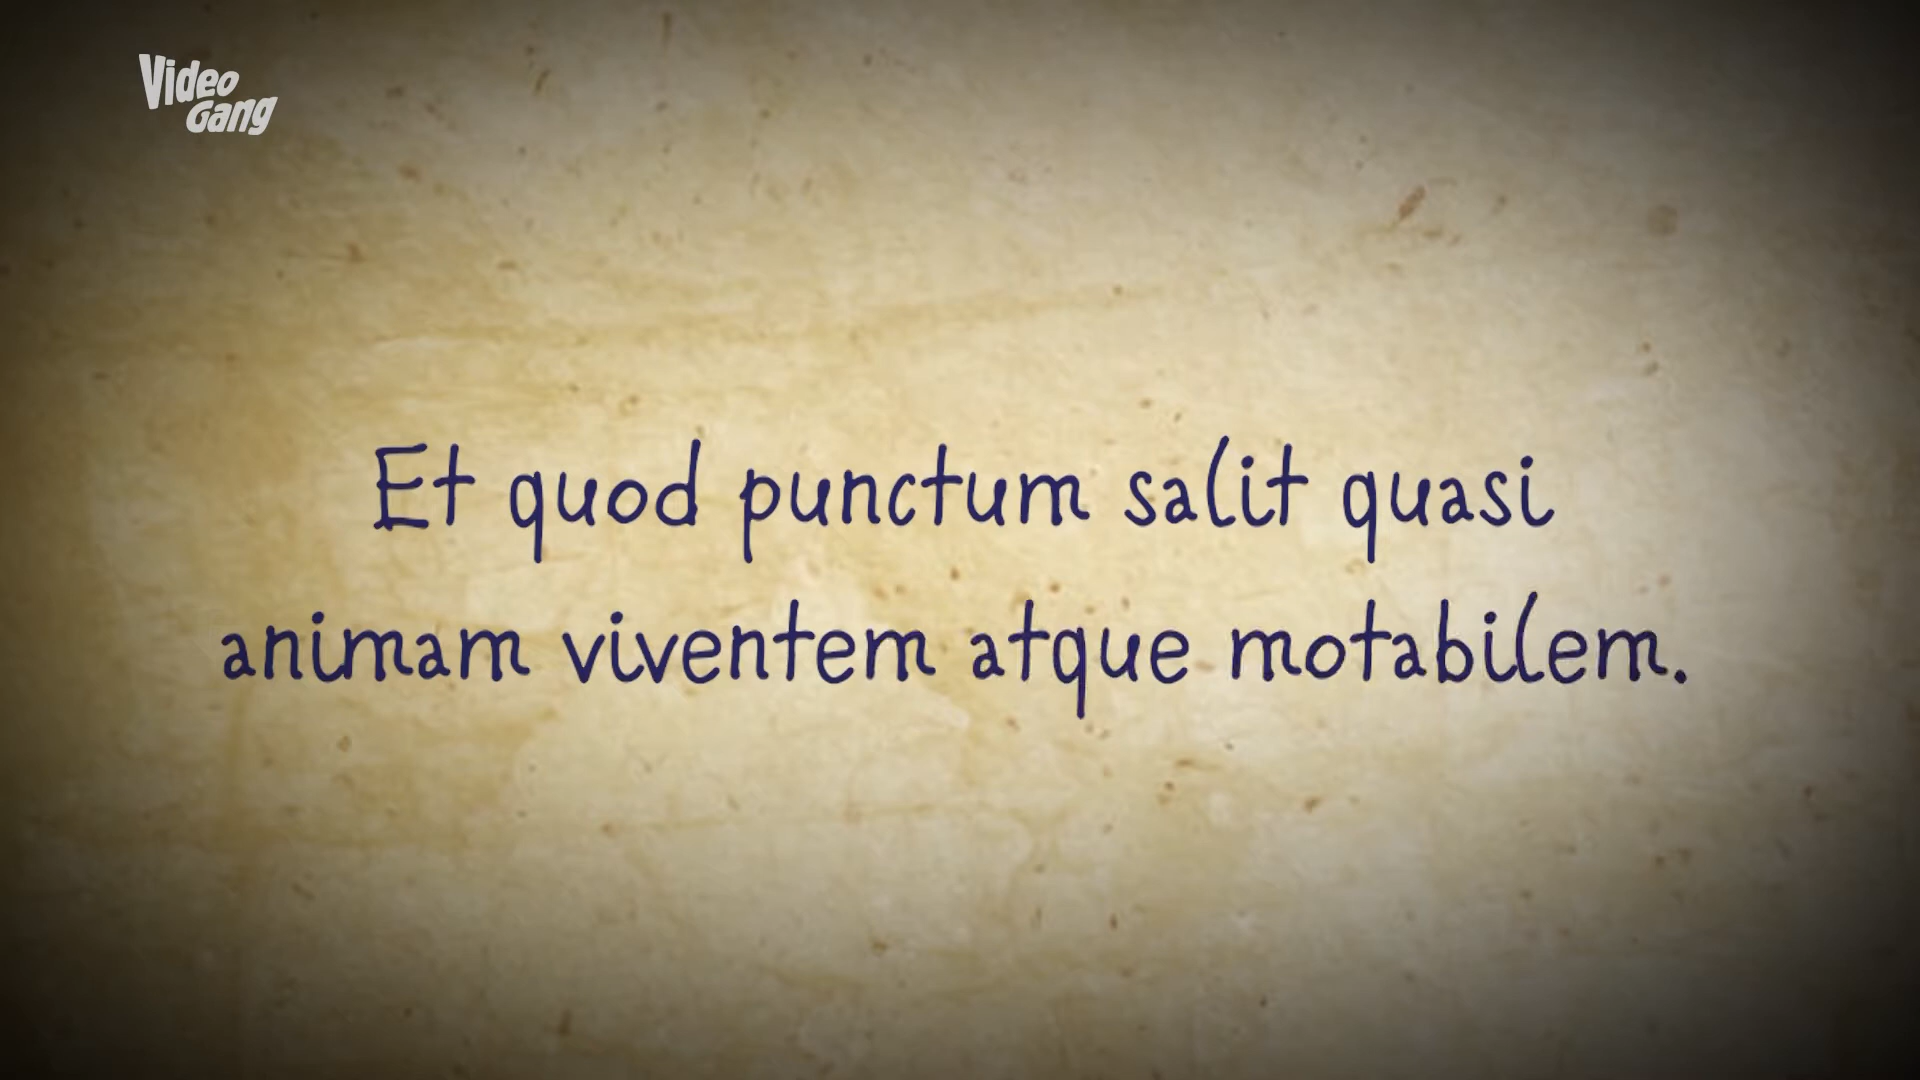 Video
Gang
Et quod punctum salit quasi
animam viventem atque motabilem.